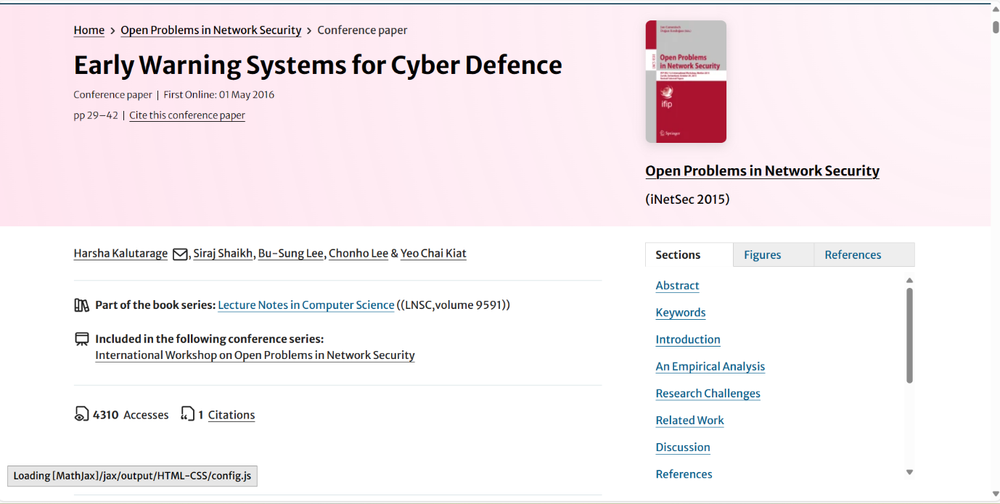 Home > Open Problems in Network Security > Conference paper
Early Warning Systems for Cyber Defence
Conference paper | First Online: 01 May 2016
pp 29–42 | Cite this conference paper
Open Problems
in Network Security
ifip
Springer
Open Problems in Network Security
(iNetSec 2015)
Harsha Kalutarage, Siraj Shaikh, Bu-Sung Lee, Chonho Lee & Yeo Chai Kiat
Part of the book series: Lecture Notes in Computer Science ((LNSC,volume 9591))
Included in the following conference series:
International Workshop on Open Problems in Network Security
4310 Accesses 1 Citations
Sections Figures References
Abstract
Keywords
Introduction
An Empirical Analysis
Research Challenges
Related Work
Discussion
References
Loading [MathJax]/jax/output/HTML-CSS/config.js